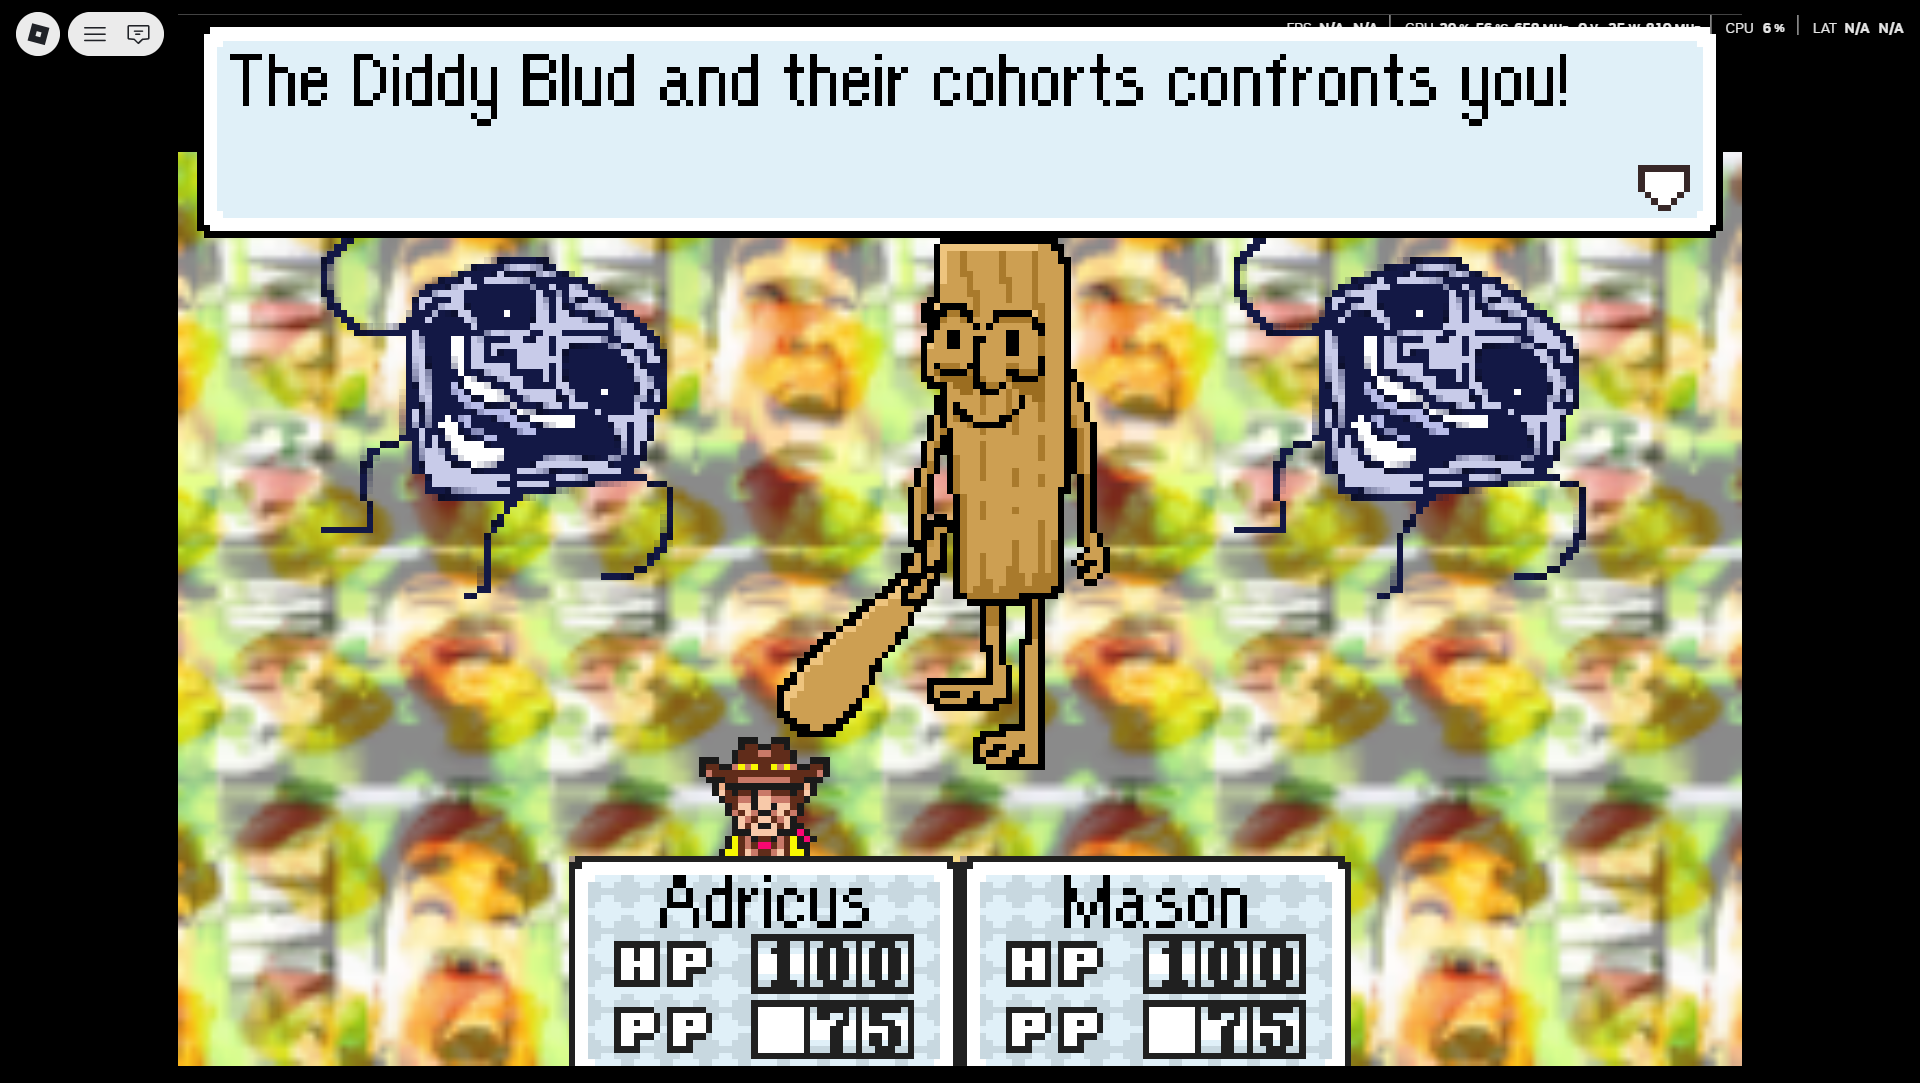 CPU 6% LAT N/A N/A
The Diddy Blud and their cohorts confronts you!
Adricus
HP 100
PP 75
Mason
HP 100
PP 75